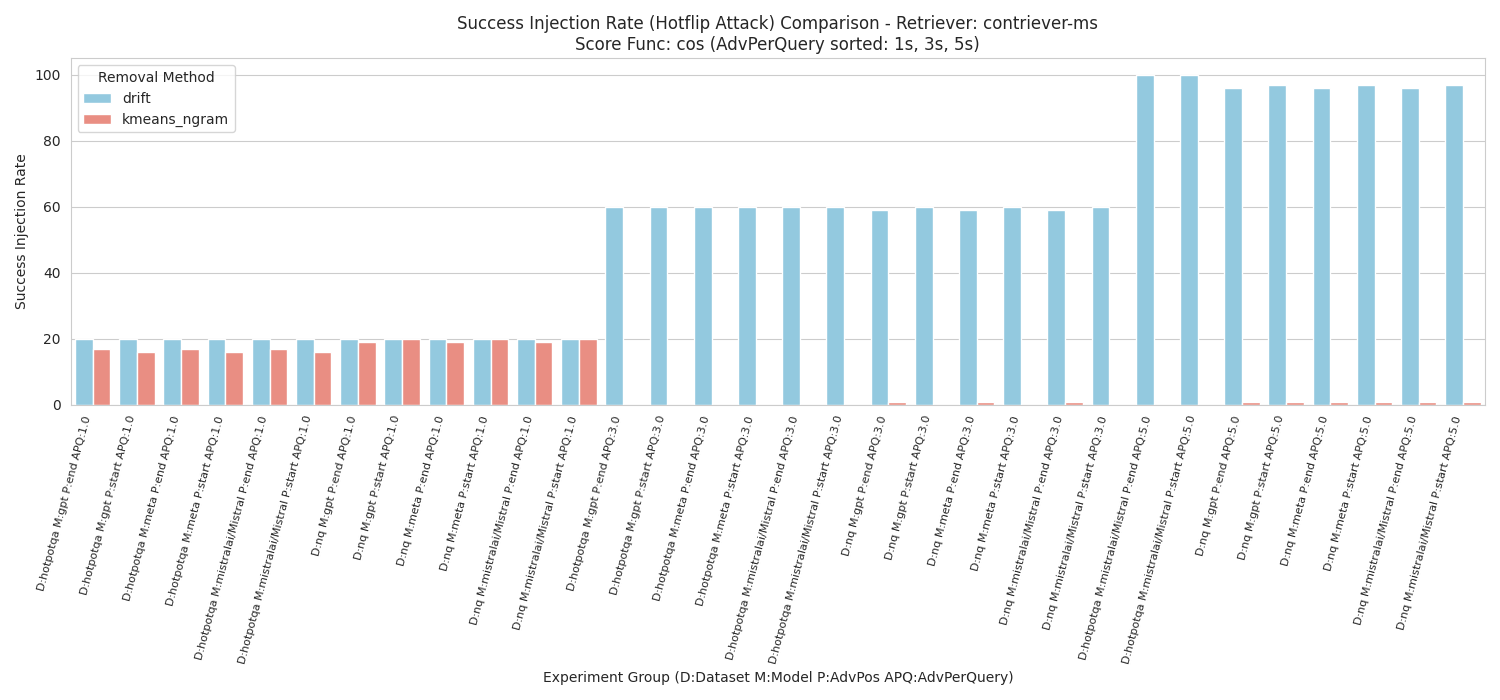 Success Injection Rate (Hotflip Attack) Comparison - Retriever: contriever-ms
Score Func: cos (AdvPerQuery sorted: 1s, 3s, 5s)
Removal Method
drift
kmeans_ngram
Success Injection Rate
100
80
60
40
20
0
D:hotpotqa M:gpt P:end APQ:1.0
D:hotpotqa M:gpt P:start APQ:1.0
D:hotpotqa M:meta P:end APQ:1.0
D:hotpotqa M:meta P:start APQ:1.0
D:hotpotqa M:mistralai/Mistral P:end APQ:1.0
D:hotpotqa M:mistralai/Mistral P:start APQ:1.0
D:nq M:gpt P:end APQ:1.0
D:nq M:gpt P:start APQ:1.0
D:nq M:meta P:end APQ:1.0
D:nq M:meta P:start APQ:1.0
D:nq M:mistralai/Mistral P:end APQ:1.0
D:nq M:mistralai/Mistral P:start APQ:1.0
D:hotpotqa M:gpt P:end APQ:3.0
D:hotpotqa M:gpt P:start APQ:3.0
D:hotpotqa M:meta P:end APQ:3.0
D:hotpotqa M:meta P:start APQ:3.0
D:hotpotqa M:mistralai/Mistral P:end APQ:3.0
D:hotpotqa M:mistralai/Mistral P:start APQ:3.0
D:nq M:gpt P:end APQ:3.0
D:nq M:gpt P:start APQ:3.0
D:nq M:meta P:end APQ:3.0
D:nq M:meta P:start APQ:3.0
D:nq M:mistralai/Mistral P:end APQ:3.0
D:nq M:mistralai/Mistral P:start APQ:3.0
D:hotpotqa M:mistralai/Mistral P:end APQ:5.0
D:hotpotqa M:mistralai/Mistral P:start APQ:5.0
D:nq M:gpt P:end APQ:5.0
D:nq M:gpt P:start APQ:5.0
D:nq M:meta P:end APQ:5.0
D:nq M:meta P:start APQ:5.0
D:nq M:mistralai/Mistral P:end APQ:5.0
D:nq M:mistralai/Mistral P:start APQ:5.0
Experiment Group (D:Dataset M:Model P:AdvPos APQ:AdvPerQuery)